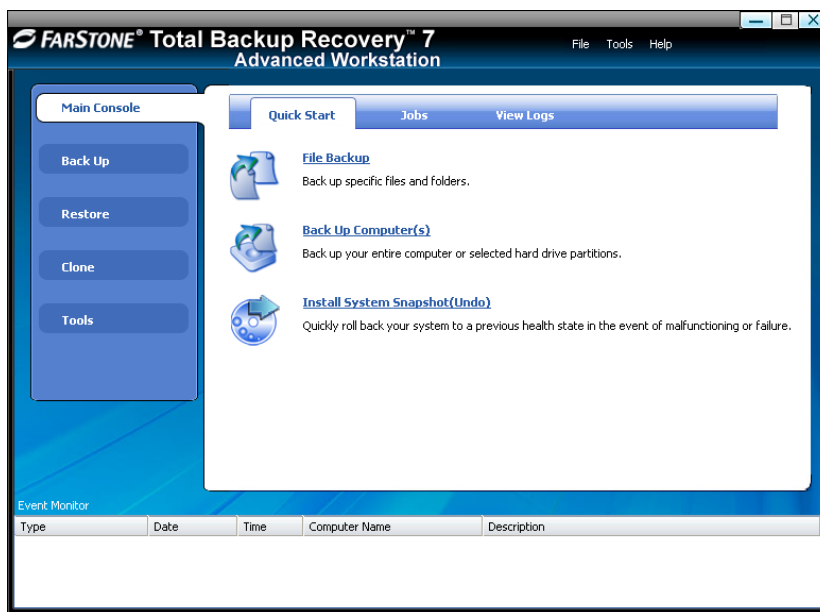 FARSTONE® Total Backup Recovery™ 7
Advanced Workstation
File Tools Help
Main Console
Back Up
Restore
Clone
Tools
Quick Start Jobs View Logs
File Backup
Back up specific files and folders.
Back Up Computer(s)
Back up your entire computer or selected hard drive partitions.
Install System Snapshot(Undo)
Quickly roll back your system to a previous health state in the event of malfunctioning or failure.
Event Monitor
Type Date Time Computer Name Description